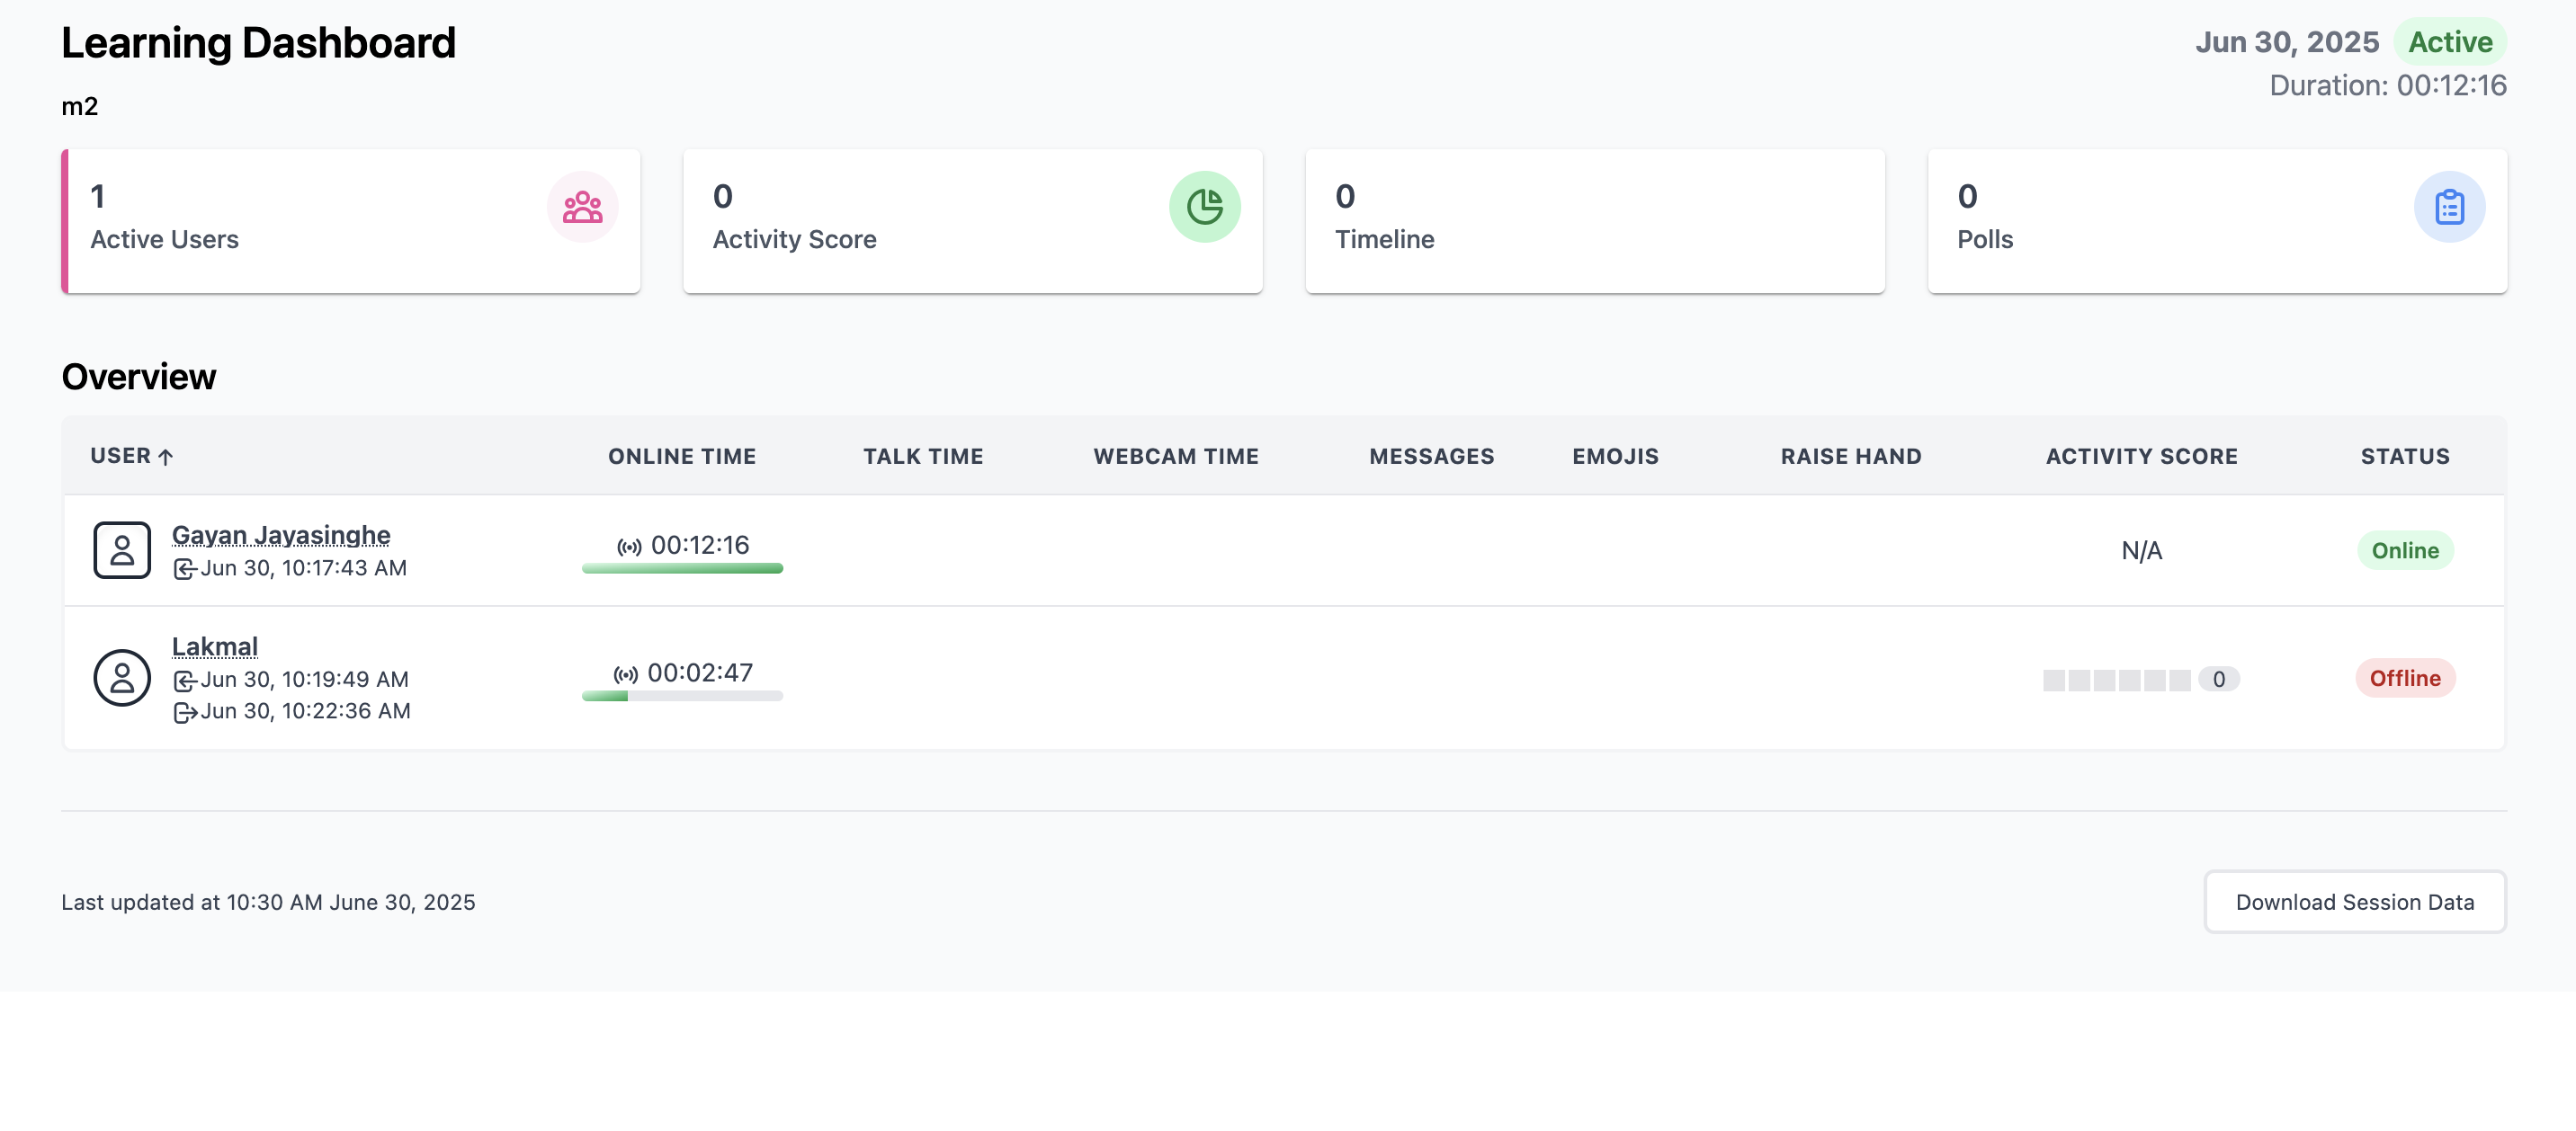 Learning Dashboard
Jun 30, 2025 Active
Duration: 00:12:16
m2
1
Active Users
0
Activity Score
0
Timeline
0
Polls
Overview
USER ONLINE TIME TALK TIME WEBCAM TIME MESSAGES EMOJIS RAISE HAND ACTIVITY SCORE STATUS
Gayan Jayasinghe
Jun 30, 10:17:43 AM
00:12:16
N/A
Online
Lakmal
Jun 30, 10:19:49 AM
Jun 30, 10:22:36 AM
00:02:47
0
Offline
Last updated at 10:30 AM June 30, 2025
Download Session Data